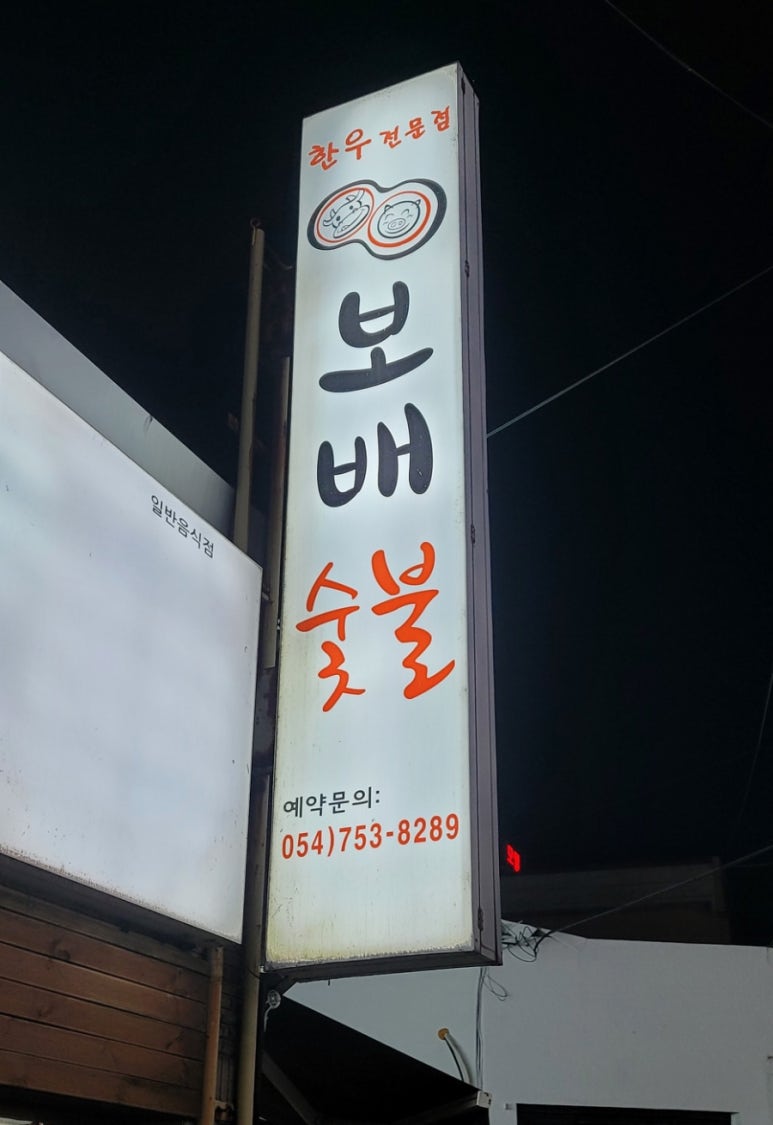 한우 전문점
보
배
숯불
예약문의:
054)753-8289
일반음식점